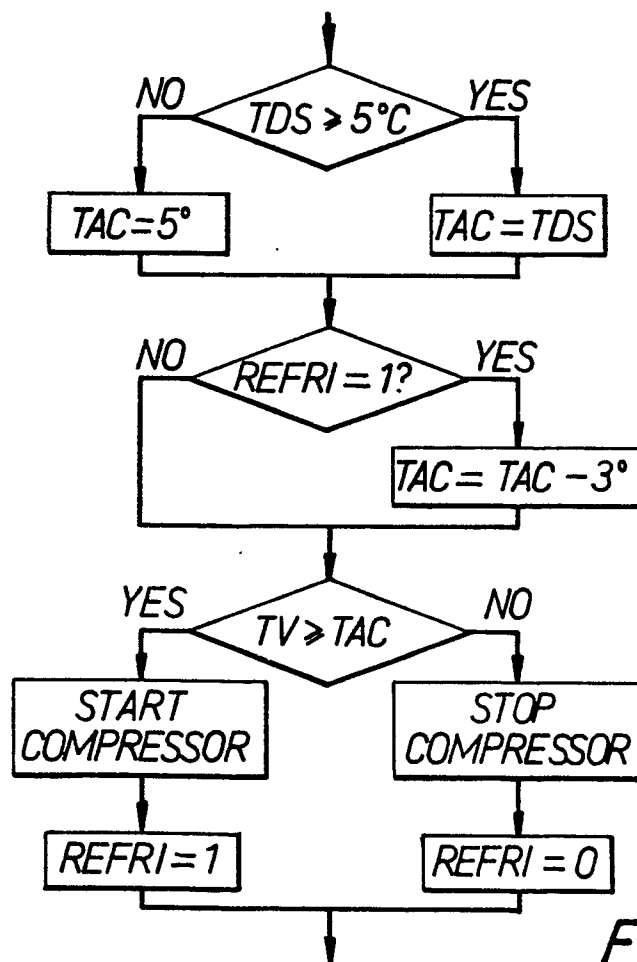 NO
YES
TDS ⩾ 5°C
TAC = 5°
TAC = TDS
NO
YES
REFRI = 1?
TAC = TAC - 3°
YES
NO
TV ⩾ TAC
START
COMPRESSOR
STOP
COMPRESSOR
REFRI = 1
REFRI = 0
F